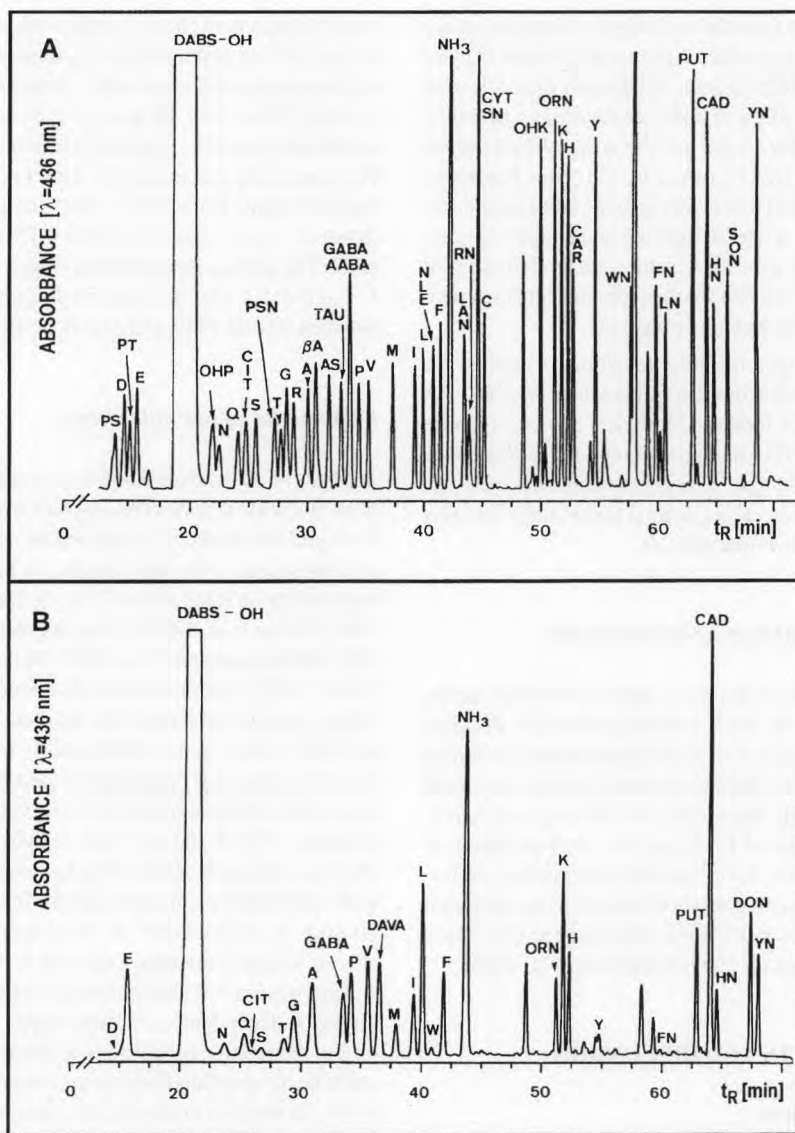 A
DABS-OH
NH3
CYT
SN
OHK
ORN
K
H
Y
C
A
R
PUT
CAD
YN
ABSORBANCE [λ=436 nm]
PS
D
PT
E
OHP
N
Q
C
I
T
S
PSN
T
G
R
A
βA
AS
TAU
GABA
AABA
P
V
M
I
L
N
L
E
F
RN
AN
C
WN
FN
LN
HN
S
O
N
0 20 30 40 50 60 tR [min]
B
DABS-OH
ABSORBANCE [λ=436 nm]
D
E
Q
CIT
S
T
G
A
GABA
P
V
DAVA
M
I
L
W
F
NH3
ORN
K
H
Y
FN
PUT
CAD
HN
DON
YN
0 20 30 40 50 60 tR [min]